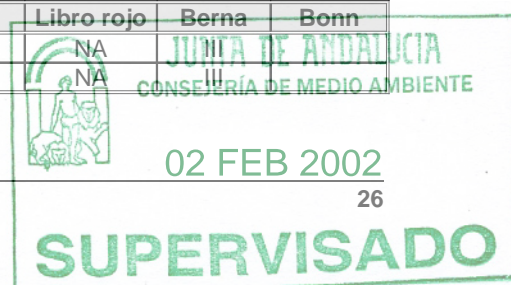 Libro rojo Berna Bonn
NA III
NA III
JUNTA DE ANDALUCIA
CONSEJERÍA DE MEDIO AMBIENTE
02 FEB 2002
26
SUPERVISADO